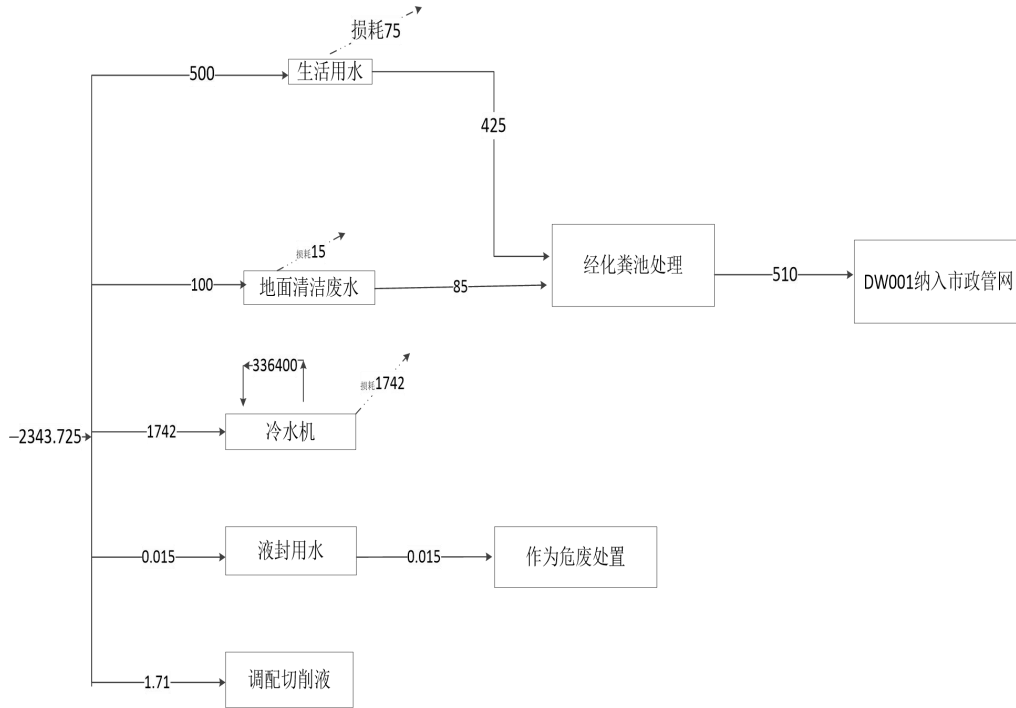 损耗75
500
生活用水
425
损耗15
100
地面清洁废水
85
经化粪池处理
510
DW001纳入市政管网
336400
损耗1742
2343.725
1742
冷水机
0.015
液封用水
0.015
作为危废处置
1.71
调配切削液